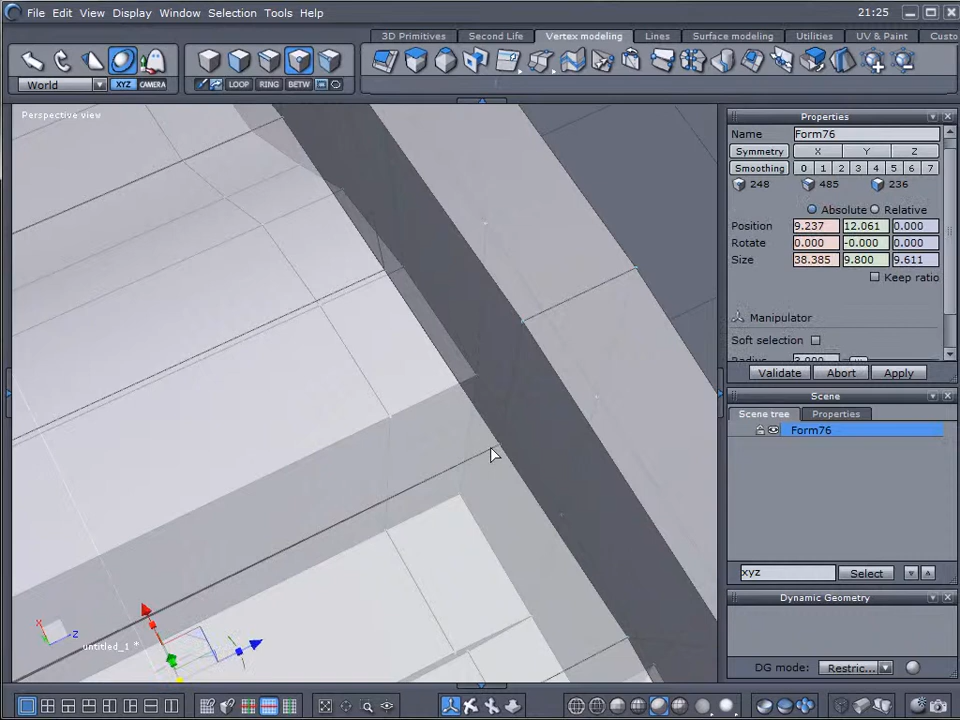 File Edit View Display Window Selection Tools Help 21:25
3D Primitives Second Life Vertex modeling Lines Surface modeling Utilities UV & Paint Custo
World XYZ CAMERA LOOP RING BETW
Perspective view
Properties
Name Form76
Symmetry X Y Z
Smoothing 0 1 2 3 4 5 6 7
248 485 236
Absolute Relative
Position 9.237 12.061 0.000
Rotate 0.000 -0.000 0.000
Size 38.385 9.800 9.611
Keep ratio
Manipulator
Soft selection
Radius 3.000
Validate Abort Apply
Scene
Scene tree Properties
Form76
xyz Select
Dynamic Geometry
X Z
untitled_1 *
DG mode: Restric...